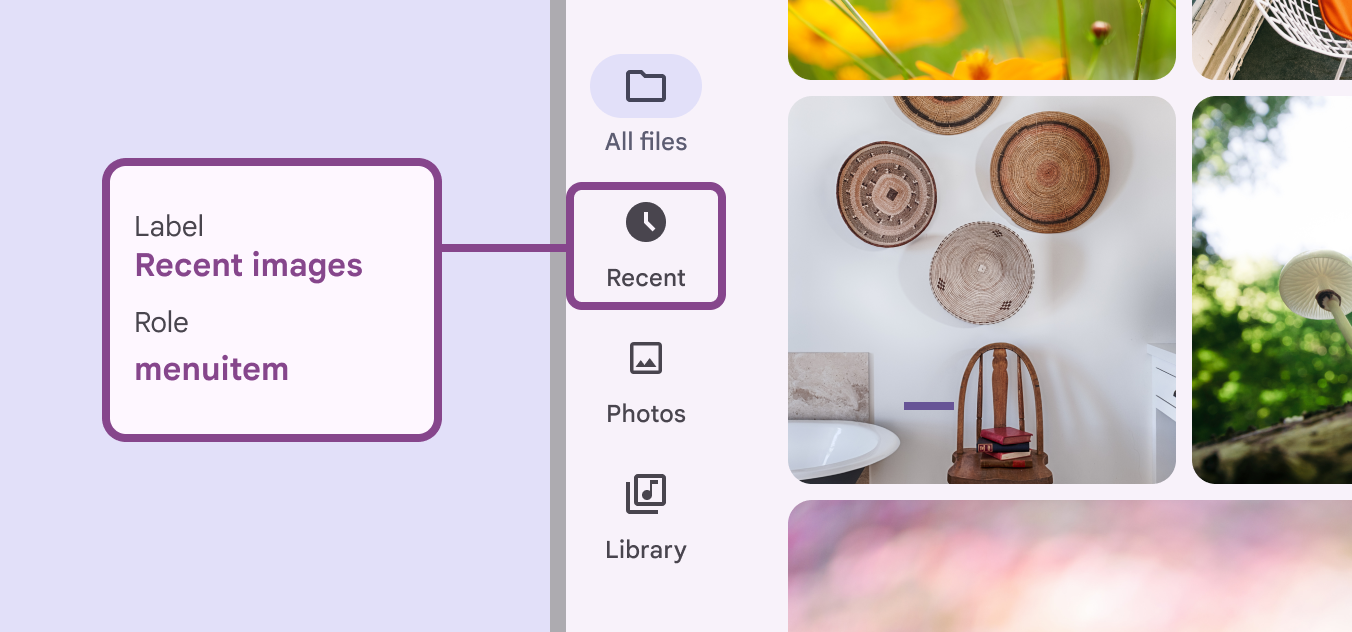 Label
Recent images
Role
menuitem
All files
Recent
Photos
Library